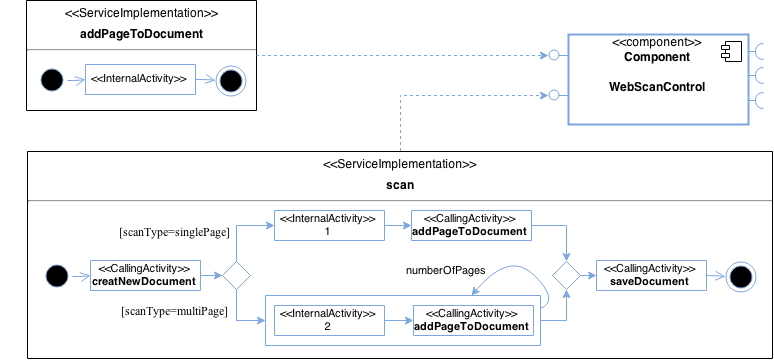 <<ServiceImplementation>>
addPageToDocument
<<InternalActivity>>
<<component>>
Component
WebScanControl
<<ServiceImplementation>>
scan
[scanType=singlePage]
<<InternalActivity>>
1
<<CallingActivity>>
addPageToDocument
<<CallingActivity>>
creatNewDocument
numberOfPages
<<CallingActivity>>
saveDocument
[scanType=multiPage]
<<InternalActivity>>
2
<<CallingActivity>>
addPageToDocument